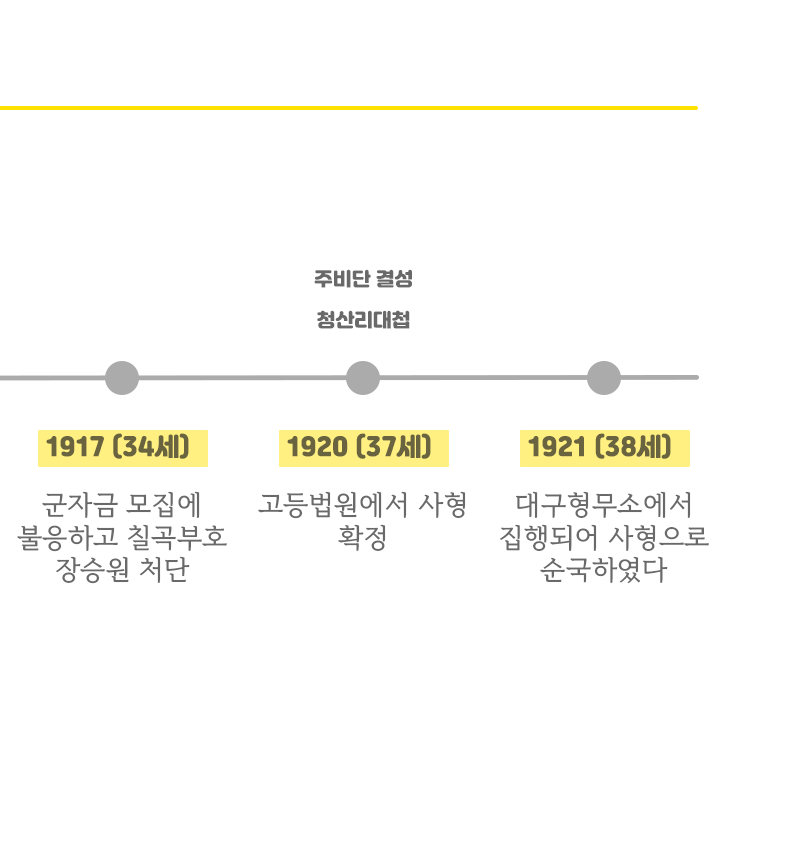 주비단 결성
청산리대첩
1917 (34세)
군자금 모집에
불응하고 칠곡부호
장승원 처단
1920 (37세)
고등법원에서 사형
확정
1921 (38세)
대구형무소에서
집행되어 사형으로
순국하였다